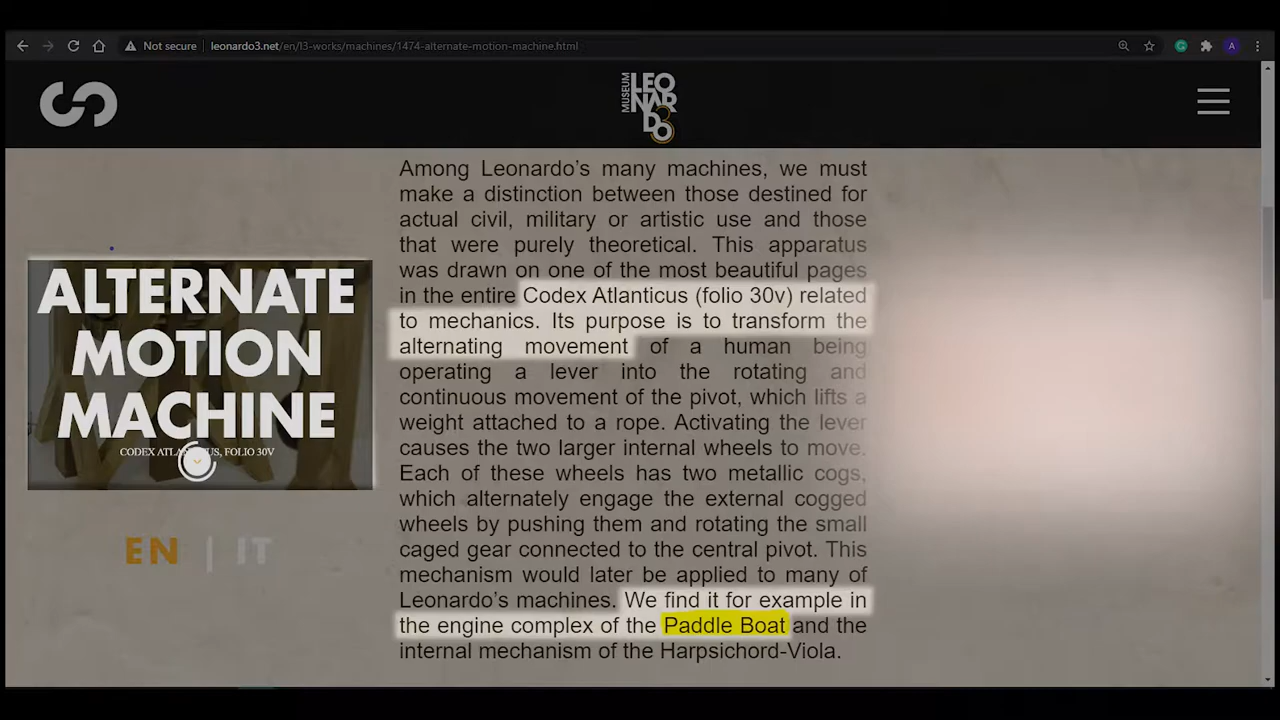 Not secure
leonardo3.net/en/l3-works/machines/1474-alternate-motion-machine.html
A
MUSEUM
LEO
NAR
DO
3
Among Leonardo's many machines, we must
make a distinction between those destined for
actual civil, military or artistic use and those
that were purely theoretical. This apparatus
was drawn on one of the most beautiful pages
in the entire Codex Atlanticus (folio 30v) related
to mechanics. Its purpose is to transform the
alternating movement of a human being
operating a lever into the rotating and
continuous movement of the pivot, which lifts a
weight attached to a rope. Activating the lever
causes the two larger internal wheels to move.
Each of these wheels has two metallic cogs,
which alternately engage the external cogged
wheels by pushing them and rotating the small
caged gear connected to the central pivot. This
mechanism would later be applied to many of
Leonardo's machines. We find it for example in
the engine complex of the Paddle Boat and the
internal mechanism of the Harpsichord-Viola.
ALTERNATE
MOTION
MACHINE
CODEX ATLANTICUS, FOLIO 30V
EN | IT